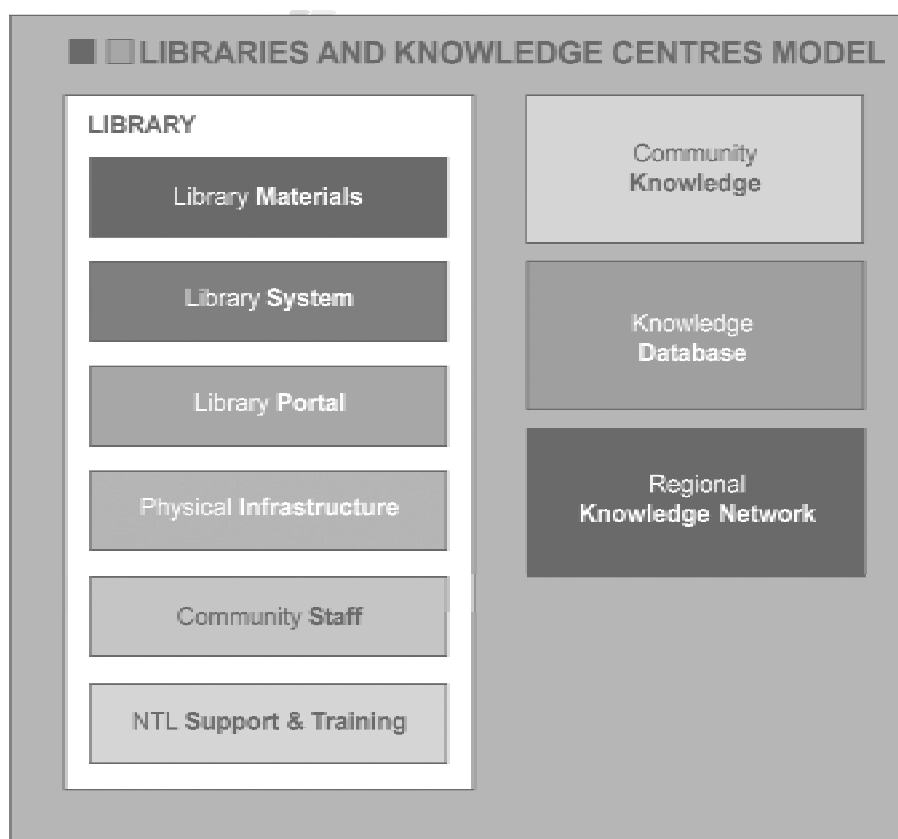 LIBRARIES AND KNOWLEDGE CENTRES MODEL
LIBRARY
Library Materials
Library System
Library Portal
Physical Infrastructure
Community Staff
NTL Support & Training
Community
Knowledge
Knowledge
Database
Regional
Knowledge Network